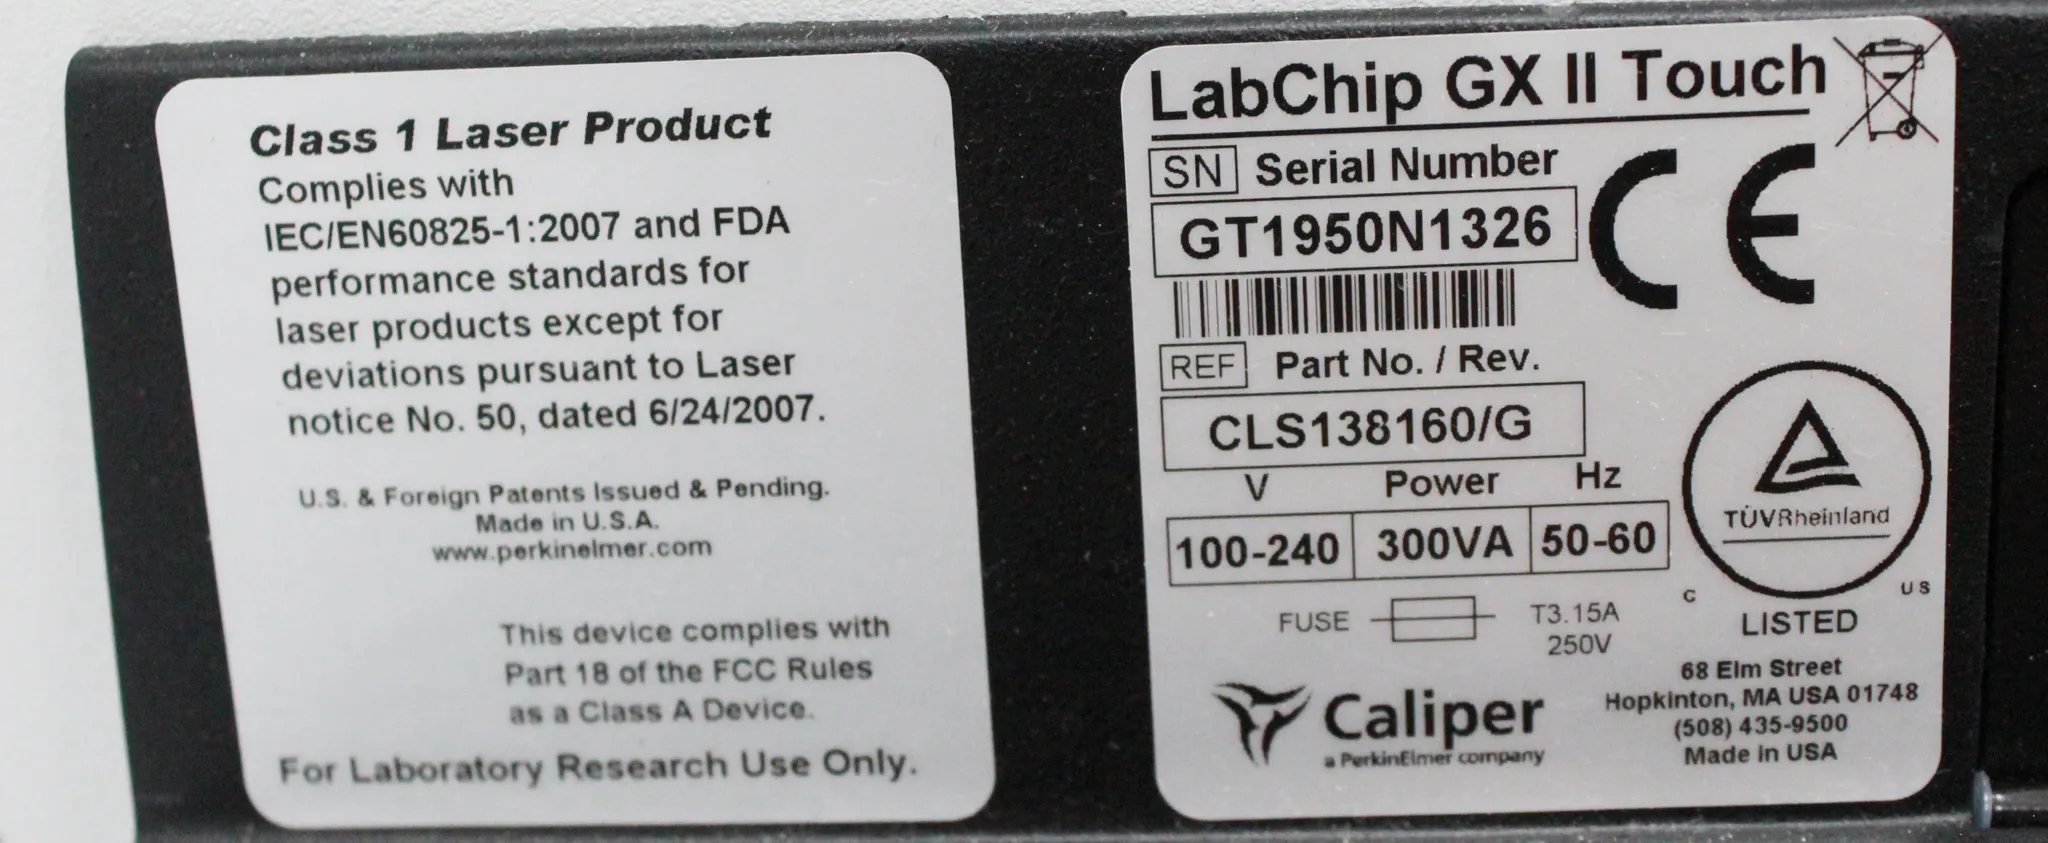 Class 1 Laser Product
Complies with
IEC/EN60825-1:2007 and FDA
performance standards for
laser products except for
deviations pursuant to Laser
notice No. 50, dated 6/24/2007.
U.S. & Foreign Patents Issued & Pending.
Made in U.S.A.
www.perkinelmer.com
This device complies with
Part 18 of the FCC Rules
as a Class A Device.
For Laboratory Research Use Only.
LabChip GX II Touch
SN Serial Number
GT1950N1326
CE
REF Part No. / Rev.
CLS138160/G
V Power Hz
100-240 300VA 50-60
TÜVRheinland
C US
LISTED
FUSE T3.15A
250V
Caliper
a PerkinElmer company
68 Elm Street
Hopkinton, MA USA 01748
(508) 435-9500
Made in USA